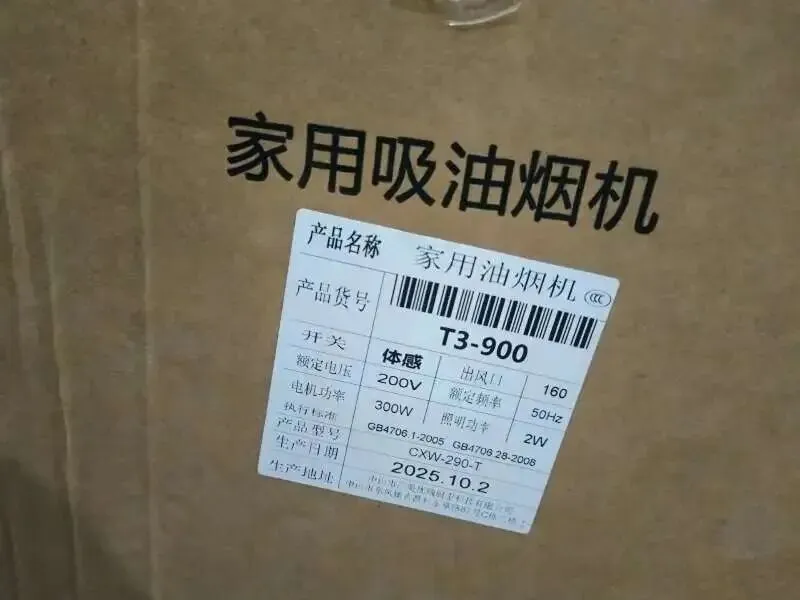 家用吸油烟机
产品名称 家用油烟机 CCC
产品货号 T3-900
开关 体感 出风口 160
额定电压 200V 额定频率 50Hz
电机功率 300W 照明功率 2W
执行标准 GB4706.1-2005 GB4706.28-2008
产品型号 CXW-290-T
生产日期 2025.10.2
生产地址